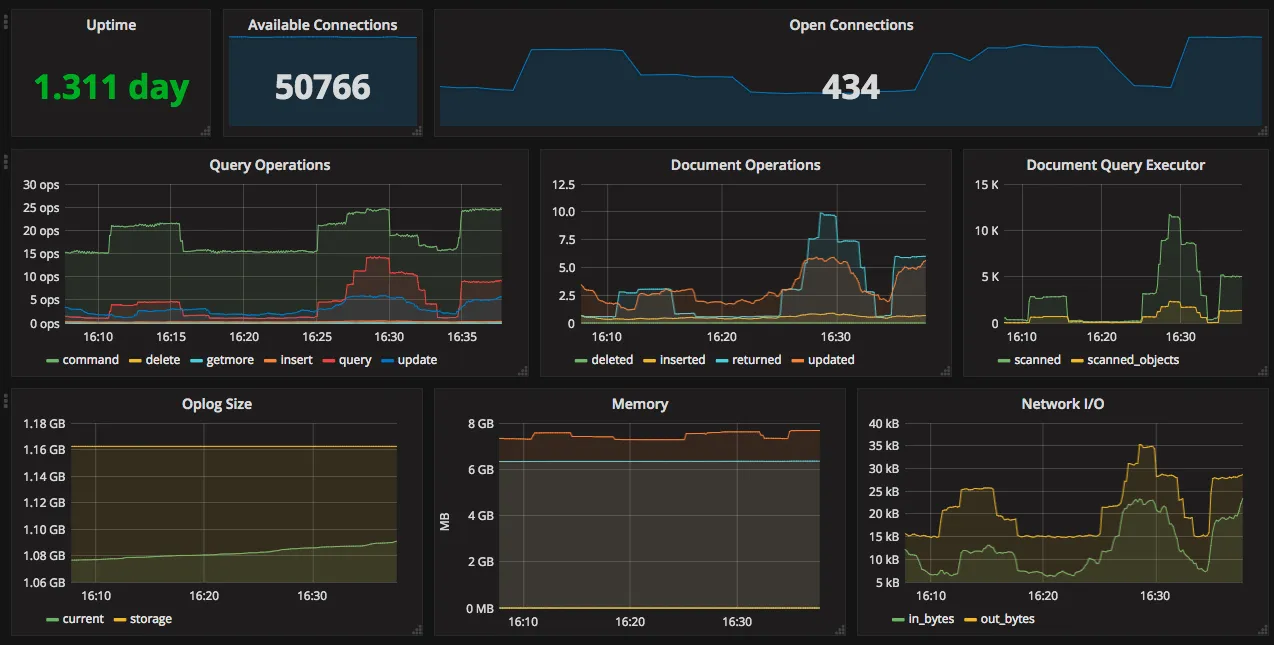 Uptime
1.311 day
Available Connections
50766
Open Connections
434
Query Operations
30 ops
25 ops
20 ops
15 ops
10 ops
5 ops
0 ops
16:10 16:15 16:20 16:25 16:30 16:35
command delete getmore insert query update
Document Operations
12.5
10.0
7.5
5.0
2.5
0
16:10 16:20 16:30
deleted inserted returned updated
Document Query Executor
15 K
10 K
5 K
0
16:10 16:20 16:30
scanned scanned_objects
Oplog Size
1.18 GB
1.16 GB
1.14 GB
1.12 GB
1.10 GB
1.08 GB
1.06 GB
16:10 16:20 16:30
current storage
Memory
MB
8 GB
6 GB
4 GB
2 GB
0 MB
16:10 16:20 16:30
Network I/O
40 kB
35 kB
30 kB
25 kB
20 kB
15 kB
10 kB
5 kB
16:10 16:20 16:30
in_bytes out_bytes